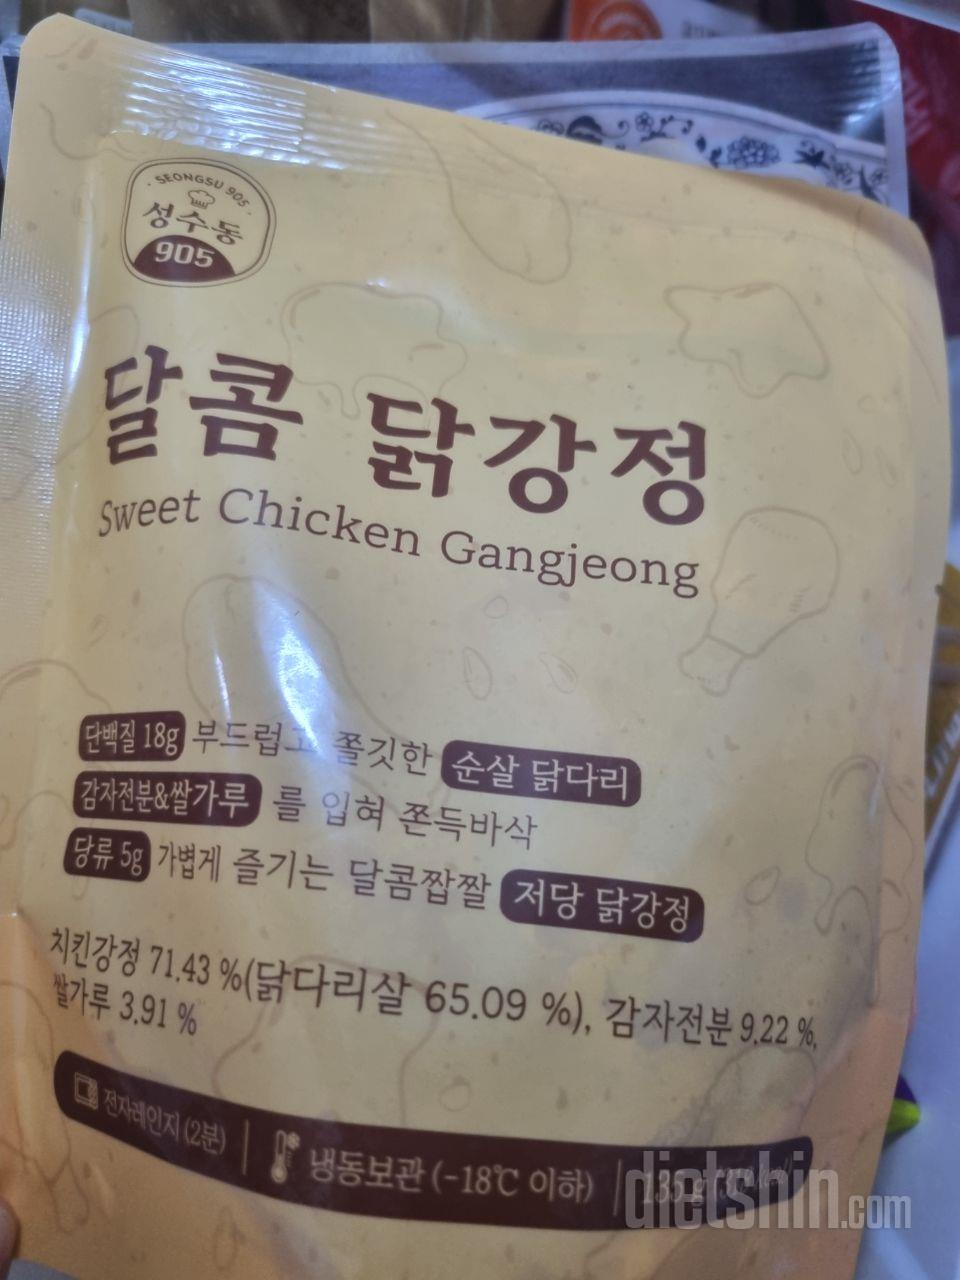 · SEONGSU 905 ·
성수동
905
달콤 닭강정
Sweet Chicken Gangjeong
단백질 18g 부드럽고 쫄깃한 순살 닭다리
감자전분&쌀가루 를 입혀 쫀득바삭
당류 5g 가볍게 즐기는 달콤짭짤 저당 닭강정
치킨강정 71.43 %(닭다리살 65.09 %), 감자전분 9.22 %,
쌀가루 3.91 %
전자레인지 (2분) 냉동보관 (-18℃ 이하) 135 g
dietshin.com